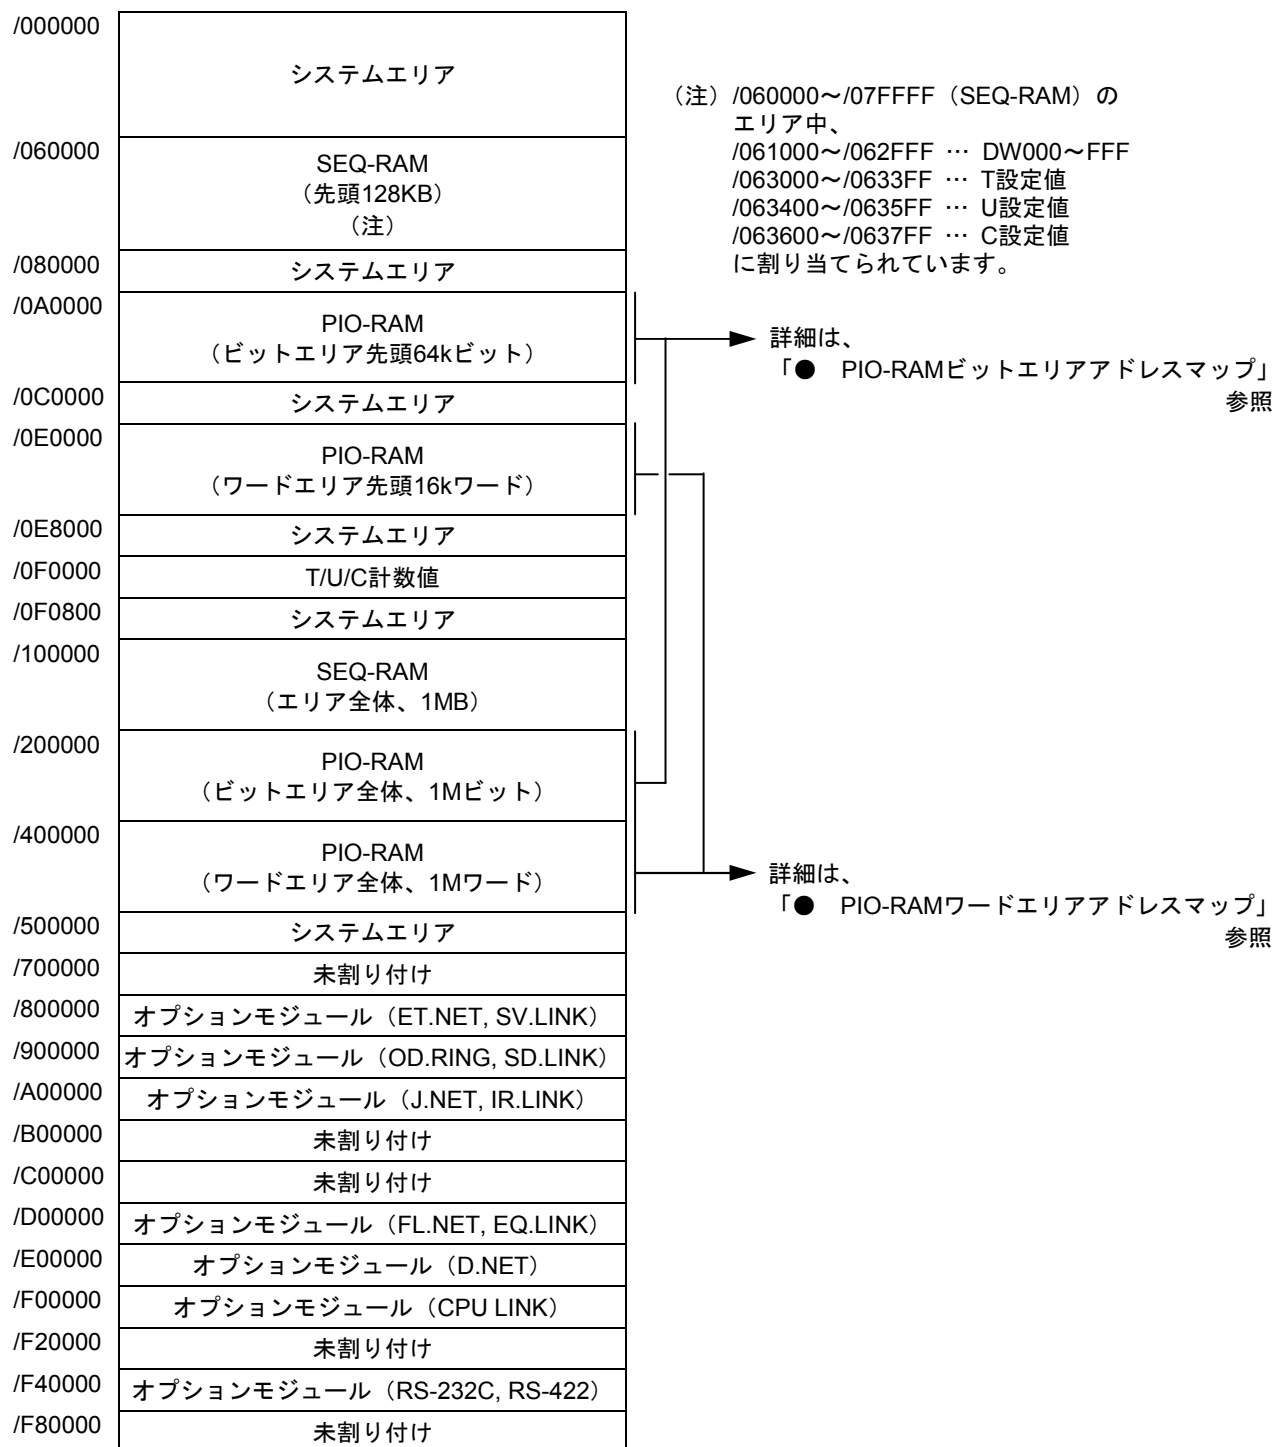 /000000
システムエリア
/060000
SEQ-RAM
（先頭128KB）
（注）
/080000
システムエリア
/0A0000
PIO-RAM
（ビットエリア先頭64kビット）
/0C0000
システムエリア
/0E0000
PIO-RAM
（ワードエリア先頭16kワード）
/0E8000
システムエリア
/0F0000
T/U/C計数値
/0F0800
システムエリア
/100000
SEQ-RAM
（エリア全体、1MB）
/200000
PIO-RAM
（ビットエリア全体、1Mビット）
/400000
PIO-RAM
（ワードエリア全体、1Mワード）
/500000
システムエリア
/700000
未割り付け
/800000
オプションモジュール（ET.NET, SV.LINK）
/900000
オプションモジュール（OD.RING, SD.LINK）
/A00000
オプションモジュール（J.NET, IR.LINK）
/B00000
未割り付け
/C00000
未割り付け
/D00000
オプションモジュール（FL.NET, EQ.LINK）
/E00000
オプションモジュール（D.NET）
/F00000
オプションモジュール（CPU LINK）
/F20000
未割り付け
/F40000
オプションモジュール（RS-232C, RS-422）
/F80000
未割り付け
（注）/060000～/07FFFF（SEQ-RAM）の
エリア中、
/061000～/062FFF … DW000～FFF
/063000～/0633FF … T設定値
/063400～/0635FF … U設定値
/063600～/0637FF … C設定値
に割り当てられています。
詳細は、
「●　PIO-RAMビットエリアアドレスマップ」
参照
詳細は、
「●　PIO-RAMワードエリアアドレスマップ」
参照